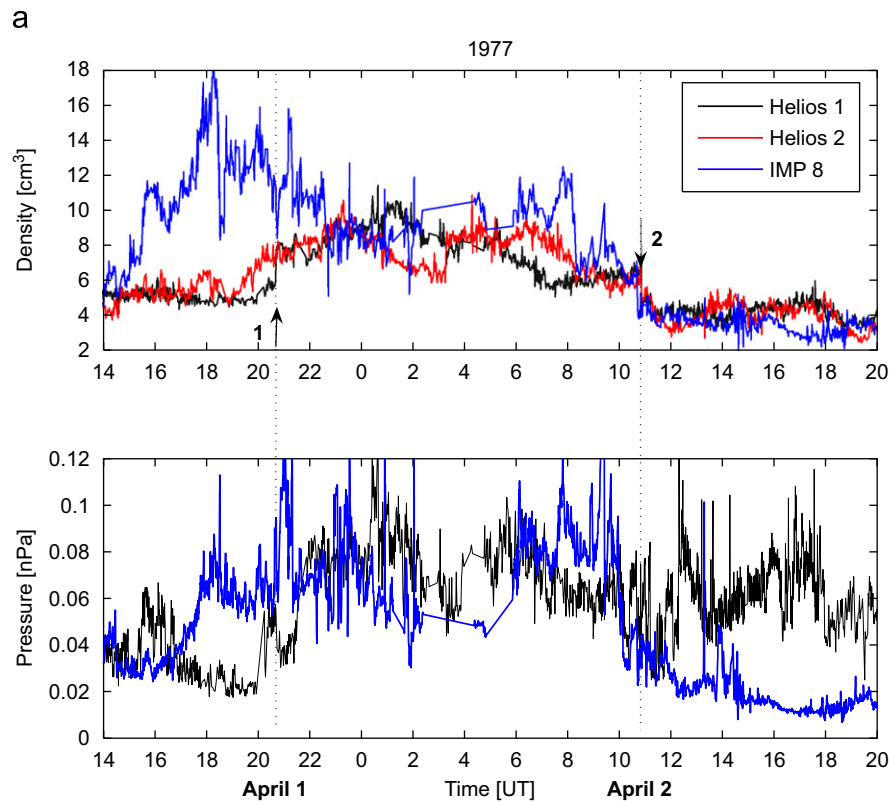 a
1977
18
16
14
12
10
8
6
4
2
Density [cm³]
Helios 1
Helios 2
IMP 8
1
2
14 16 18 20 22 0 2 4 6 8 10 12 14 16 18 20
0.12
0.1
0.08
0.06
0.04
0.02
0
Pressure [nPa]
14 16 18 20 22 0 2 4 6 8 10 12 14 16 18 20
April 1 Time [UT] April 2